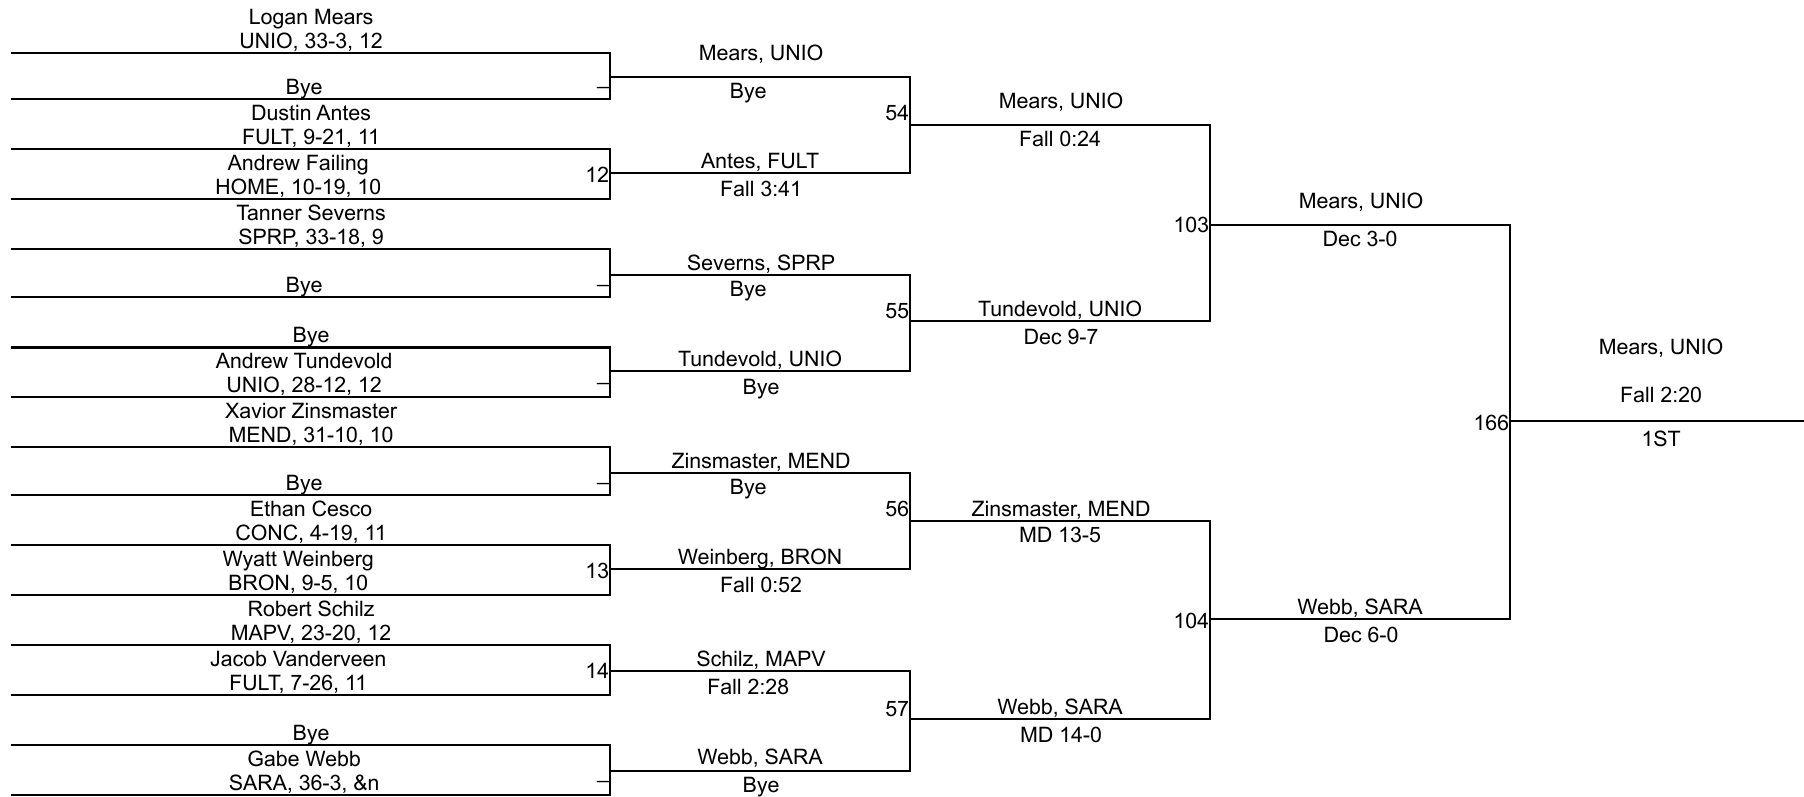 Logan Mears
UNIO, 33-3, 12
Bye
Dustin Antes
FULT, 9-21, 11
Andrew Failing
HOME, 10-19, 10
Tanner Severns
SPRP, 33-18, 9
Bye
Bye
Andrew Tundevold
UNIO, 28-12, 12
Xavior Zinsmaster
MEND, 31-10, 10
Bye
Ethan Cesco
CONC, 4-19, 11
Wyatt Weinberg
BRON, 9-5, 10
Robert Schilz
MAPV, 23-20, 12
Jacob Vanderveen
FULT, 7-26, 11
Bye
Gabe Webb
SARA, 36-3, &n
12
13
14
Mears, UNIO
Bye
Antes, FULT
Fall 3:41
Severns, SPRP
Bye
Tundevold, UNIO
Bye
Zinsmaster, MEND
Bye
Weinberg, BRON
Fall 0:52
Schilz, MAPV
Fall 2:28
Webb, SARA
Bye
54
55
56
57
Mears, UNIO
Fall 0:24
Tundevold, UNIO
Dec 9-7
Zinsmaster, MEND
MD 13-5
Webb, SARA
MD 14-0
103
104
Mears, UNIO
Dec 3-0
Webb, SARA
Dec 6-0
166
Mears, UNIO
Fall 2:20
1ST